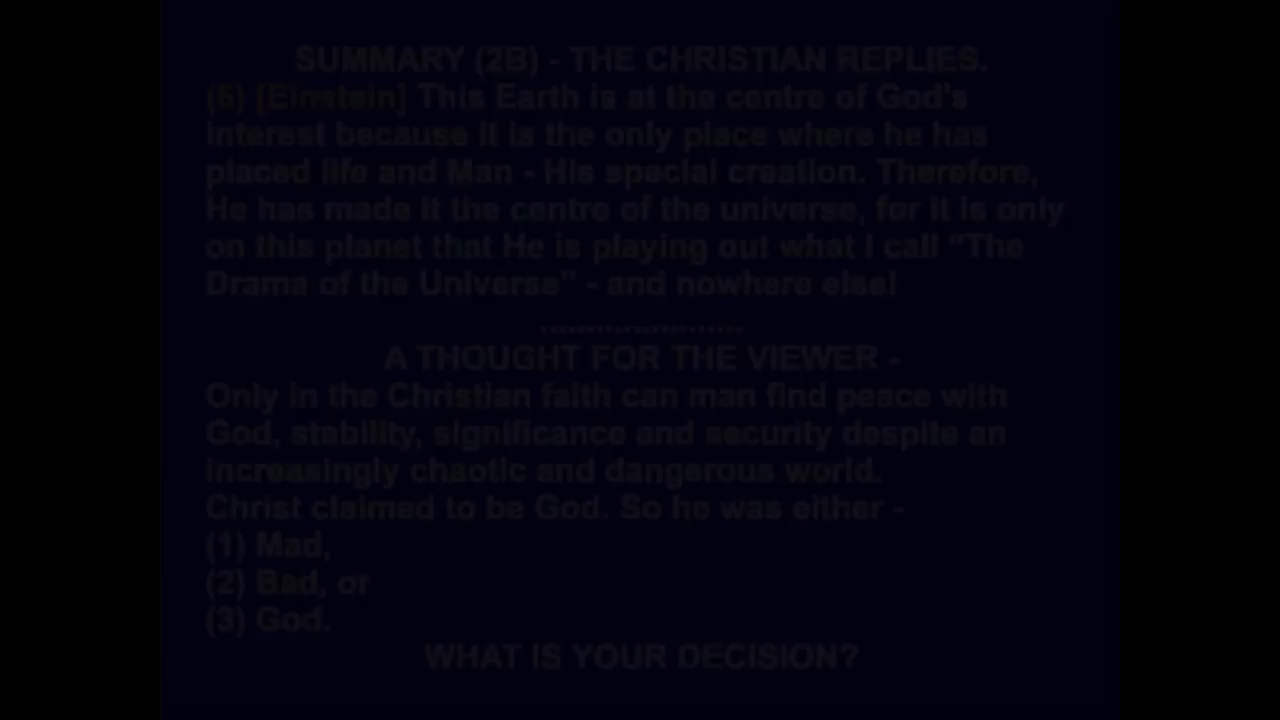 SUMMARY (2B) - THE CHRISTIAN REPLIES.
(6) [Einstein] This Earth is at the centre of God's
interest because it is the only place where he has
placed life and Man - His special creation. Therefore,
He has made it the centre of the universe, for it is only
on this planet that He is playing out what I call "The
Drama of the Universe" - and nowhere else!
......................
A THOUGHT FOR THE VIEWER -
Only in the Christian faith can man find peace with
God, stability, significance and security despite an
increasingly chaotic and dangerous world.
Christ claimed to be God. So he was either -
(1) Mad,
(2) Bad, or
(3) God.
WHAT IS YOUR DECISION?